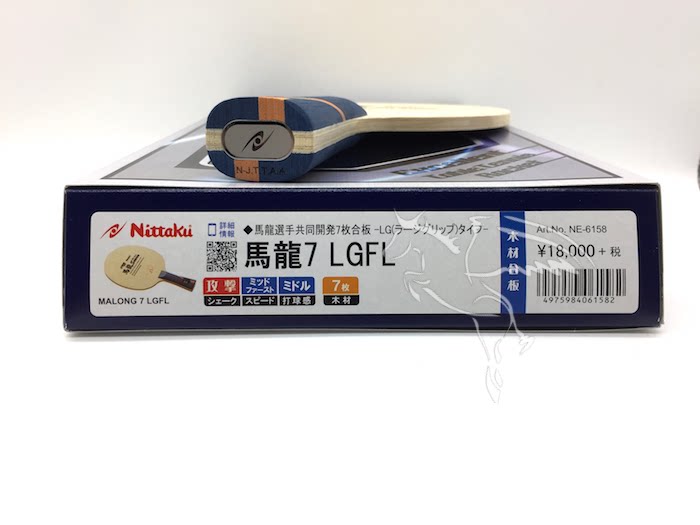 N-J.T.T.A.A
Nittaku
詳細
情報
◆馬龍選手共同開発7枚合板 -LG(ラージグリップ)タイプ-
馬龍7 LGFL
Art.No. NE-6158
¥18,000+税
木材合板
攻撃
ミッド
ファースト
ミドル
7枚
シェーク
スピード
打球感
木材
MALONG 7 LGFL
4975984061582